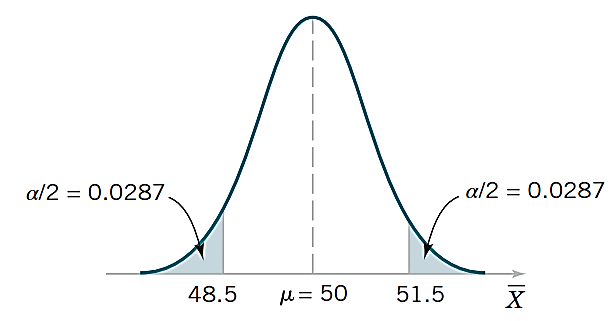 α/2 = 0.0287
α/2 = 0.0287
48.5
μ = 50
51.5
X̅